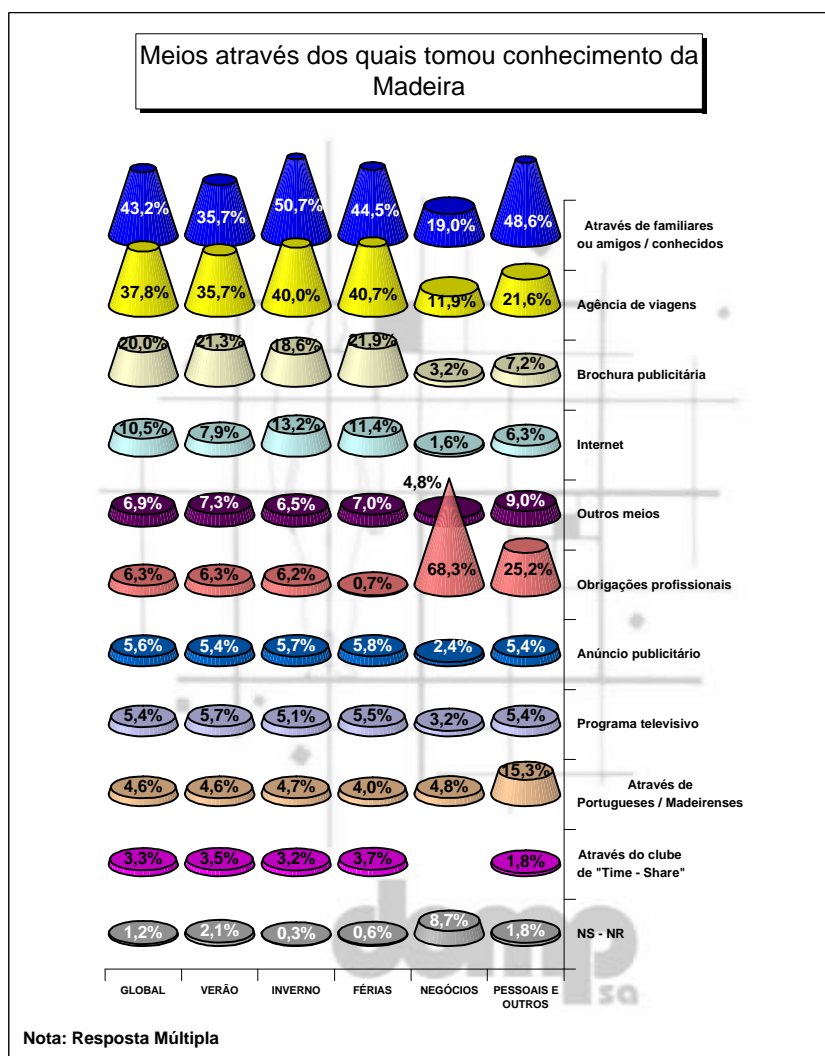 Meios através dos quais tomou conhecimento da
Madeira
43,2% 35,7% 50,7% 44,5% 19,0% 48,6%
Através de familiares
ou amigos / conhecidos
37,8% 35,7% 40,0% 40,7% 11,9% 21,6%
Agência de viagens
20,0% 21,3% 18,6% 21,9% 3,2% 7,2%
Brochura publicitária
10,5% 7,9% 13,2% 11,4% 1,6% 6,3%
Internet
4,8%
6,9% 7,3% 6,5% 7,0% 9,0%
Outros meios
6,3% 6,3% 6,2% 0,7% 68,3% 25,2%
Obrigações profissionais
5,6% 5,4% 5,7% 5,8% 2,4% 5,4%
Anúncio publicitário
5,4% 5,7% 5,1% 5,5% 3,2% 5,4%
Programa televisivo
4,6% 4,6% 4,7% 4,0% 4,8% 15,3%
Através de
Portugueses / Madeirenses
3,3% 3,5% 3,2% 3,7% 1,8%
Através do clube
de "Time - Share"
1,2% 2,1% 0,3% 0,6% 8,7% 1,8%
NS - NR
GLOBAL VERÃO INVERNO FÉRIAS NEGÓCIOS PESSOAIS E
OUTROS
sa
Nota: Resposta Múltipla